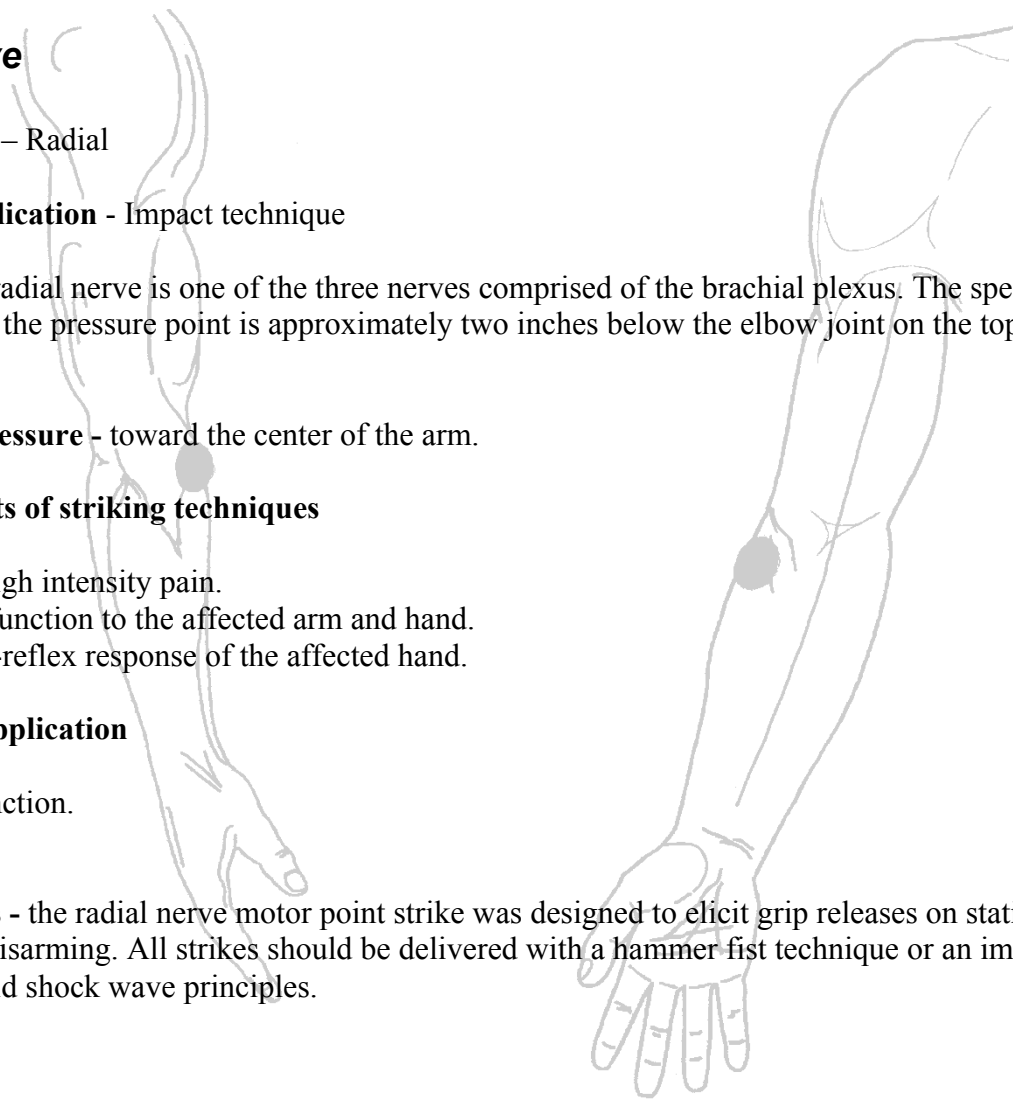 e
– Radial
lication - Impact technique
adial nerve is one of the three nerves comprised of the brachial plexus. The spe
the pressure point is approximately two inches below the elbow joint on the top
essure - toward the center of the arm.
ts of striking techniques
gh intensity pain.
unction to the affected arm and hand.
-reflex response of the affected hand.
pplication
nction.
- the radial nerve motor point strike was designed to elicit grip releases on stati
isarming. All strikes should be delivered with a hammer fist technique or an im
d shock wave principles.